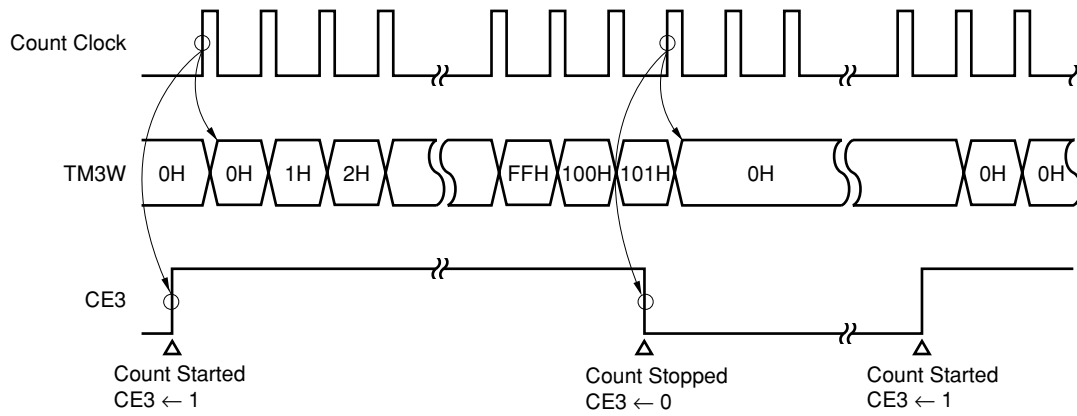 Count Clock
TM3W 0H 0H 1H 2H FFH 100H 101H 0H 0H 0H
CE3
Count Started
CE3 ← 1
Count Stopped
CE3 ← 0
Count Started
CE3 ← 1